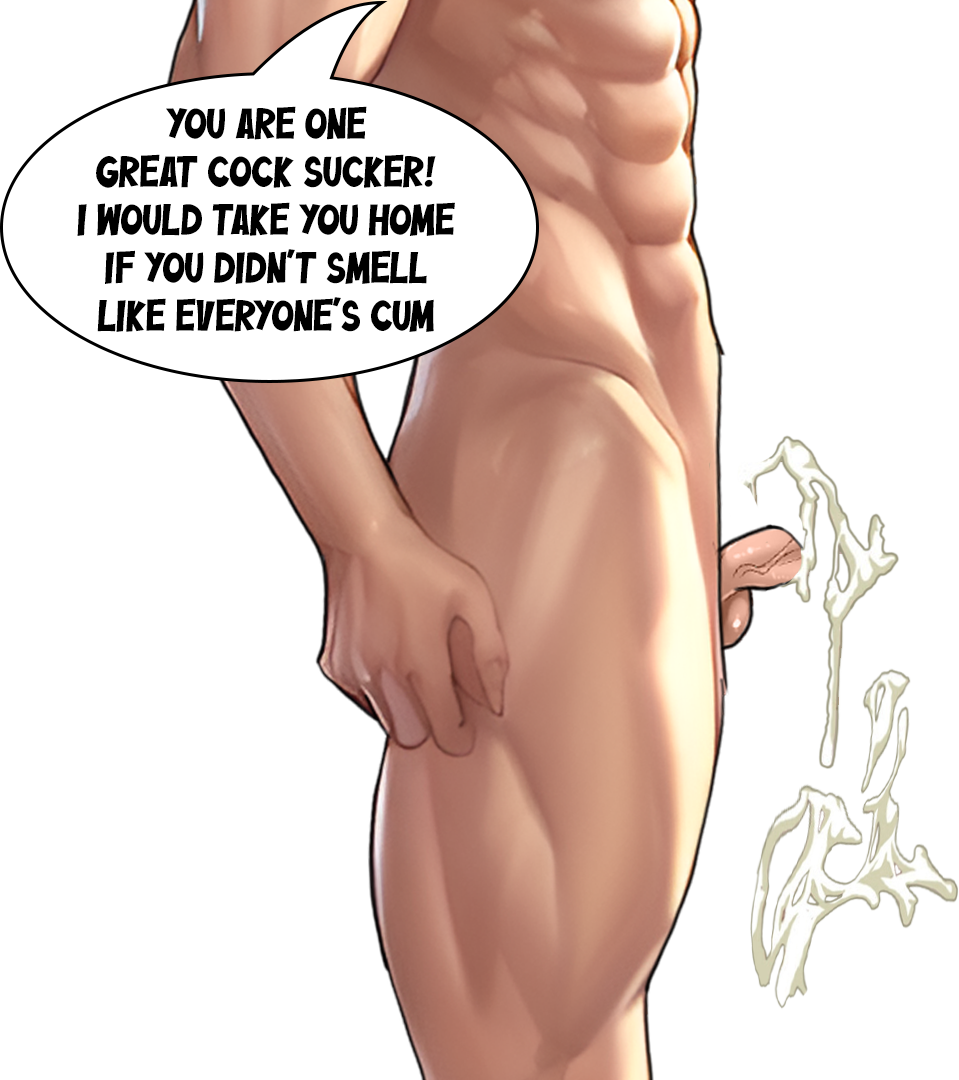 YOU ARE ONE
GREAT COCK SUCKER!
I WOULD TAKE YOU HOME
IF YOU DIDN'T SMELL
LIKE EVERYONE'S CUM